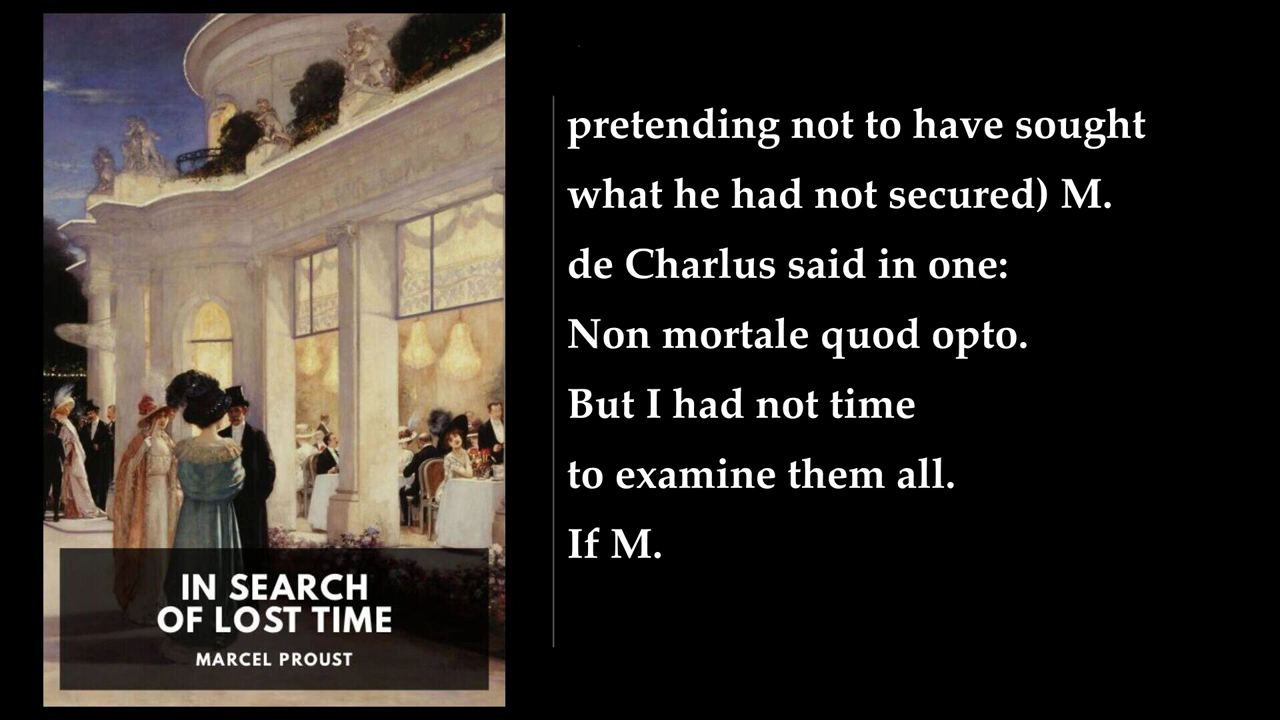 IN SEARCH
OF LOST TIME
MARCEL PROUST
pretending not to have sought
what he had not secured) M.
de Charlus said in one:
Non mortale quod opto.
But I had not time
to examine them all.
If M.